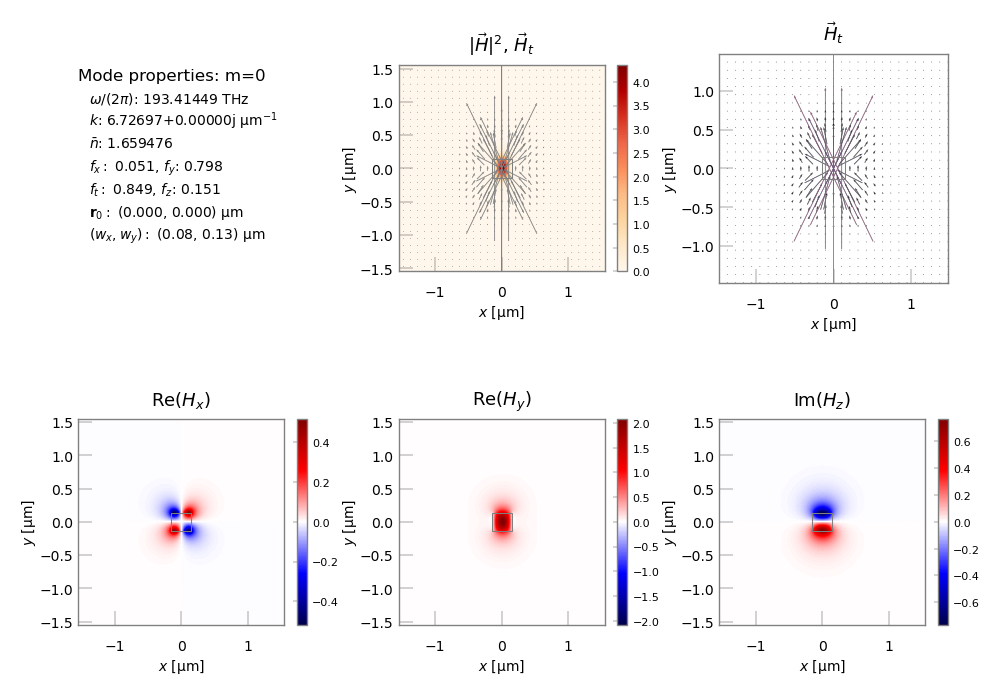 Mode properties: m=0
ω/(2π): 193.41449 THz
k: 6.72697+0.00000j μm⁻¹
n̄: 1.659476
fₓ: 0.051, f_y: 0.798
f_t: 0.849, f_z: 0.151
r₀: (0.000, 0.000) μm
(wₓ, w_y): (0.08, 0.13) μm
|H⃗|², H⃗_t
1.5
1.0
0.5
0.0
−0.5
−1.0
−1.5
y [μm]
−1 0 1
x [μm]
4.0
3.5
3.0
2.5
2.0
1.5
1.0
0.5
0.0
H⃗_t
1.0
0.5
0.0
−0.5
−1.0
y [μm]
−1 0 1
x [μm]
Re(Hₓ)
1.5
1.0
0.5
0.0
−0.5
−1.0
−1.5
y [μm]
−1 0 1
x [μm]
0.4
0.2
0.0
−0.2
−0.4
Re(H_y)
1.5
1.0
0.5
0.0
−0.5
−1.0
−1.5
y [μm]
−1 0 1
x [μm]
2.0
1.5
1.0
0.5
0.0
−0.5
−1.0
−1.5
−2.0
Im(H_z)
1.5
1.0
0.5
0.0
−0.5
−1.0
−1.5
y [μm]
−1 0 1
x [μm]
0.6
0.4
0.2
0.0
−0.2
−0.4
−0.6